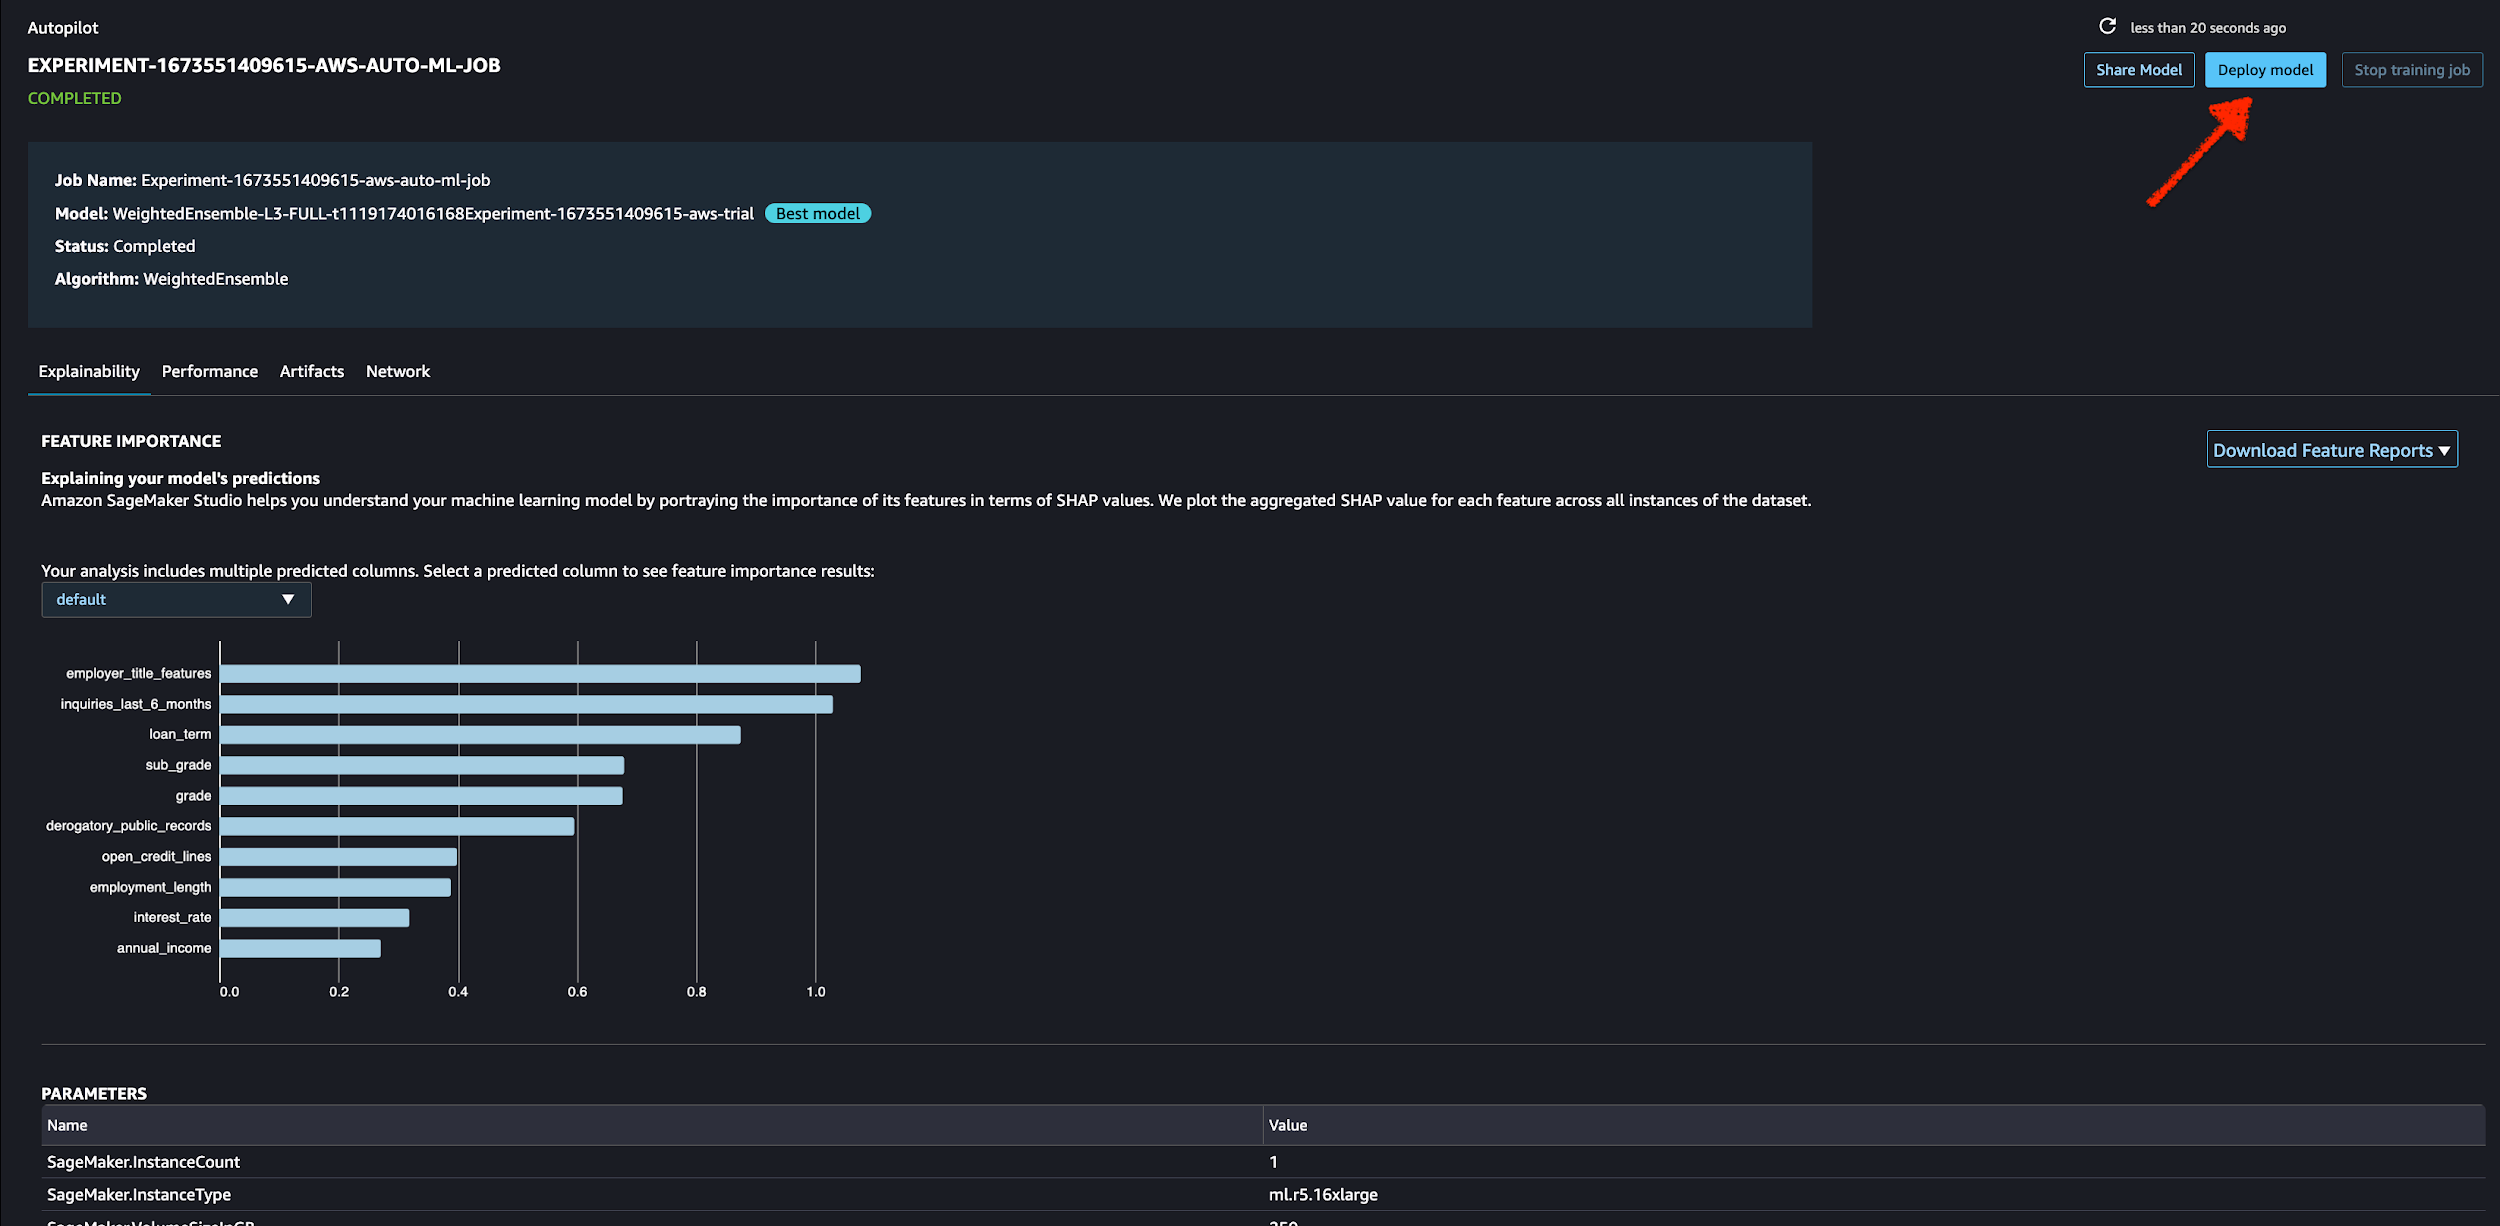 Autopilot
less than 20 seconds ago
EXPERIMENT-1673551409615-AWS-AUTO-ML-JOB
Share Model
Deploy model
Stop training job
COMPLETED
Job Name: Experiment-1673551409615-aws-auto-ml-job
Model: WeightedEnsemble-L3-FULL-t1119174016168Experiment-1673551409615-aws-trial Best model
Status: Completed
Algorithm: WeightedEnsemble
Explainability Performance Artifacts Network
FEATURE IMPORTANCE
Download Feature Reports
Explaining your model's predictions
Amazon SageMaker Studio helps you understand your machine learning model by portraying the importance of its features in terms of SHAP values. We plot the aggregated SHAP value for each feature across all instances of the dataset.
Your analysis includes multiple predicted columns. Select a predicted column to see feature importance results:
default
employer_title_features
inquiries_last_6_months
loan_term
sub_grade
grade
derogatory_public_records
open_credit_lines
employment_length
interest_rate
annual_income
0.0 0.2 0.4 0.6 0.8 1.0
PARAMETERS
Name Value
SageMaker.InstanceCount 1
SageMaker.InstanceType ml.r5.16xlarge
SageMaker.VolumeSizeInGB 250